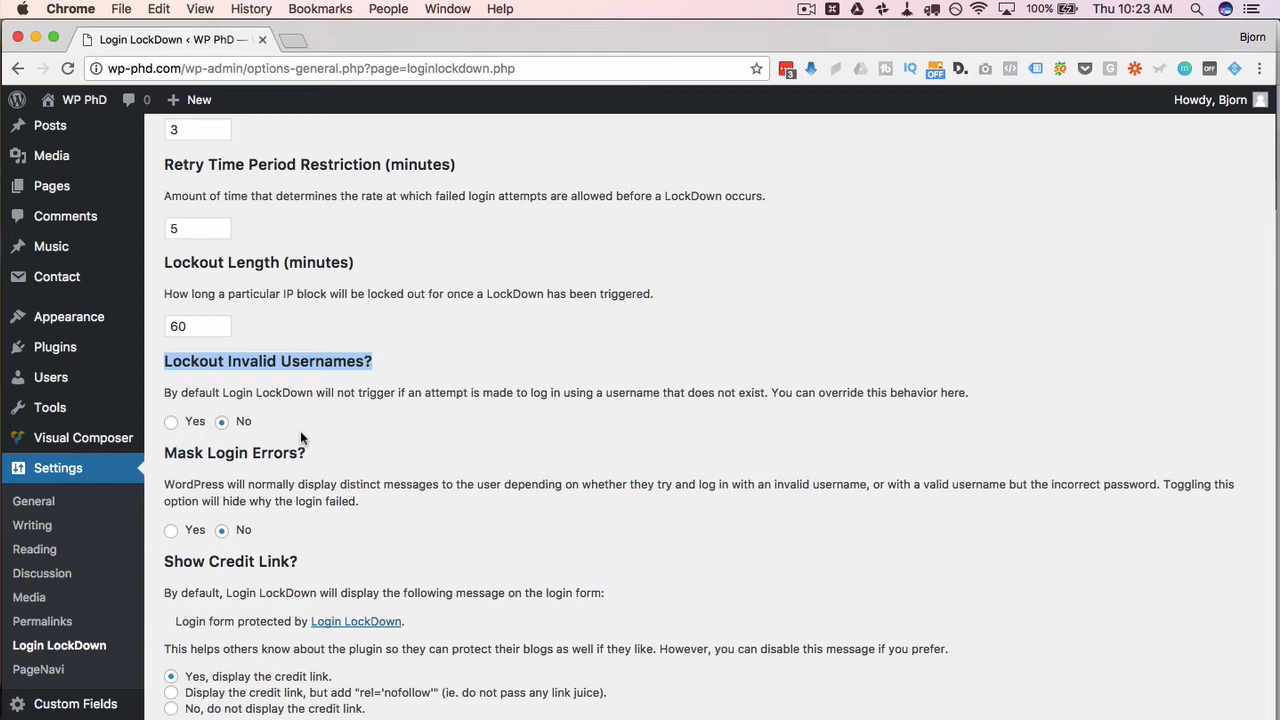 Chrome File Edit View History Bookmarks People Window Help 100% Thu 10:23 AM
Login LockDown ‹ WP PhD — Bjorn
wp-phd.com/wp-admin/options-general.php?page=loginlockdown.php
WP PhD 0 New Howdy, Bjorn
Posts
Media
Pages
Comments
Music
Contact
Appearance
Plugins
Users
Tools
Visual Composer
Settings
General
Writing
Reading
Discussion
Media
Permalinks
Login LockDown
PageNavi
Custom Fields
3
Retry Time Period Restriction (minutes)
Amount of time that determines the rate at which failed login attempts are allowed before a LockDown occurs.
5
Lockout Length (minutes)
How long a particular IP block will be locked out for once a LockDown has been triggered.
60
Lockout Invalid Usernames?
By default Login LockDown will not trigger if an attempt is made to log in using a username that does not exist. You can override this behavior here.
Yes No
Mask Login Errors?
WordPress will normally display distinct messages to the user depending on whether they try and log in with an invalid username, or with a valid username but the incorrect password. Toggling this
option will hide why the login failed.
Yes No
Show Credit Link?
By default, Login LockDown will display the following message on the login form:
Login form protected by Login LockDown.
This helps others know about the plugin so they can protect their blogs as well if they like. However, you can disable this message if you prefer.
Yes, display the credit link.
Display the credit link, but add "rel='nofollow'" (ie. do not pass any link juice).
No, do not display the credit link.